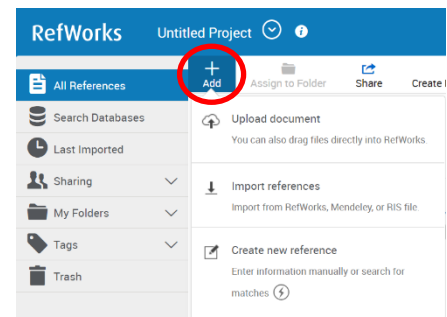 RefWorks
Untitled Project
All References
Search Databases
Last Imported
Sharing
My Folders
Tags
Trash
Add
Assign to Folder
Share
Create
Upload document
You can also drag files directly into RefWorks.
Import references
Import from RefWorks, Mendeley, or RIS file.
Create new reference
Enter information manually or search for
matches